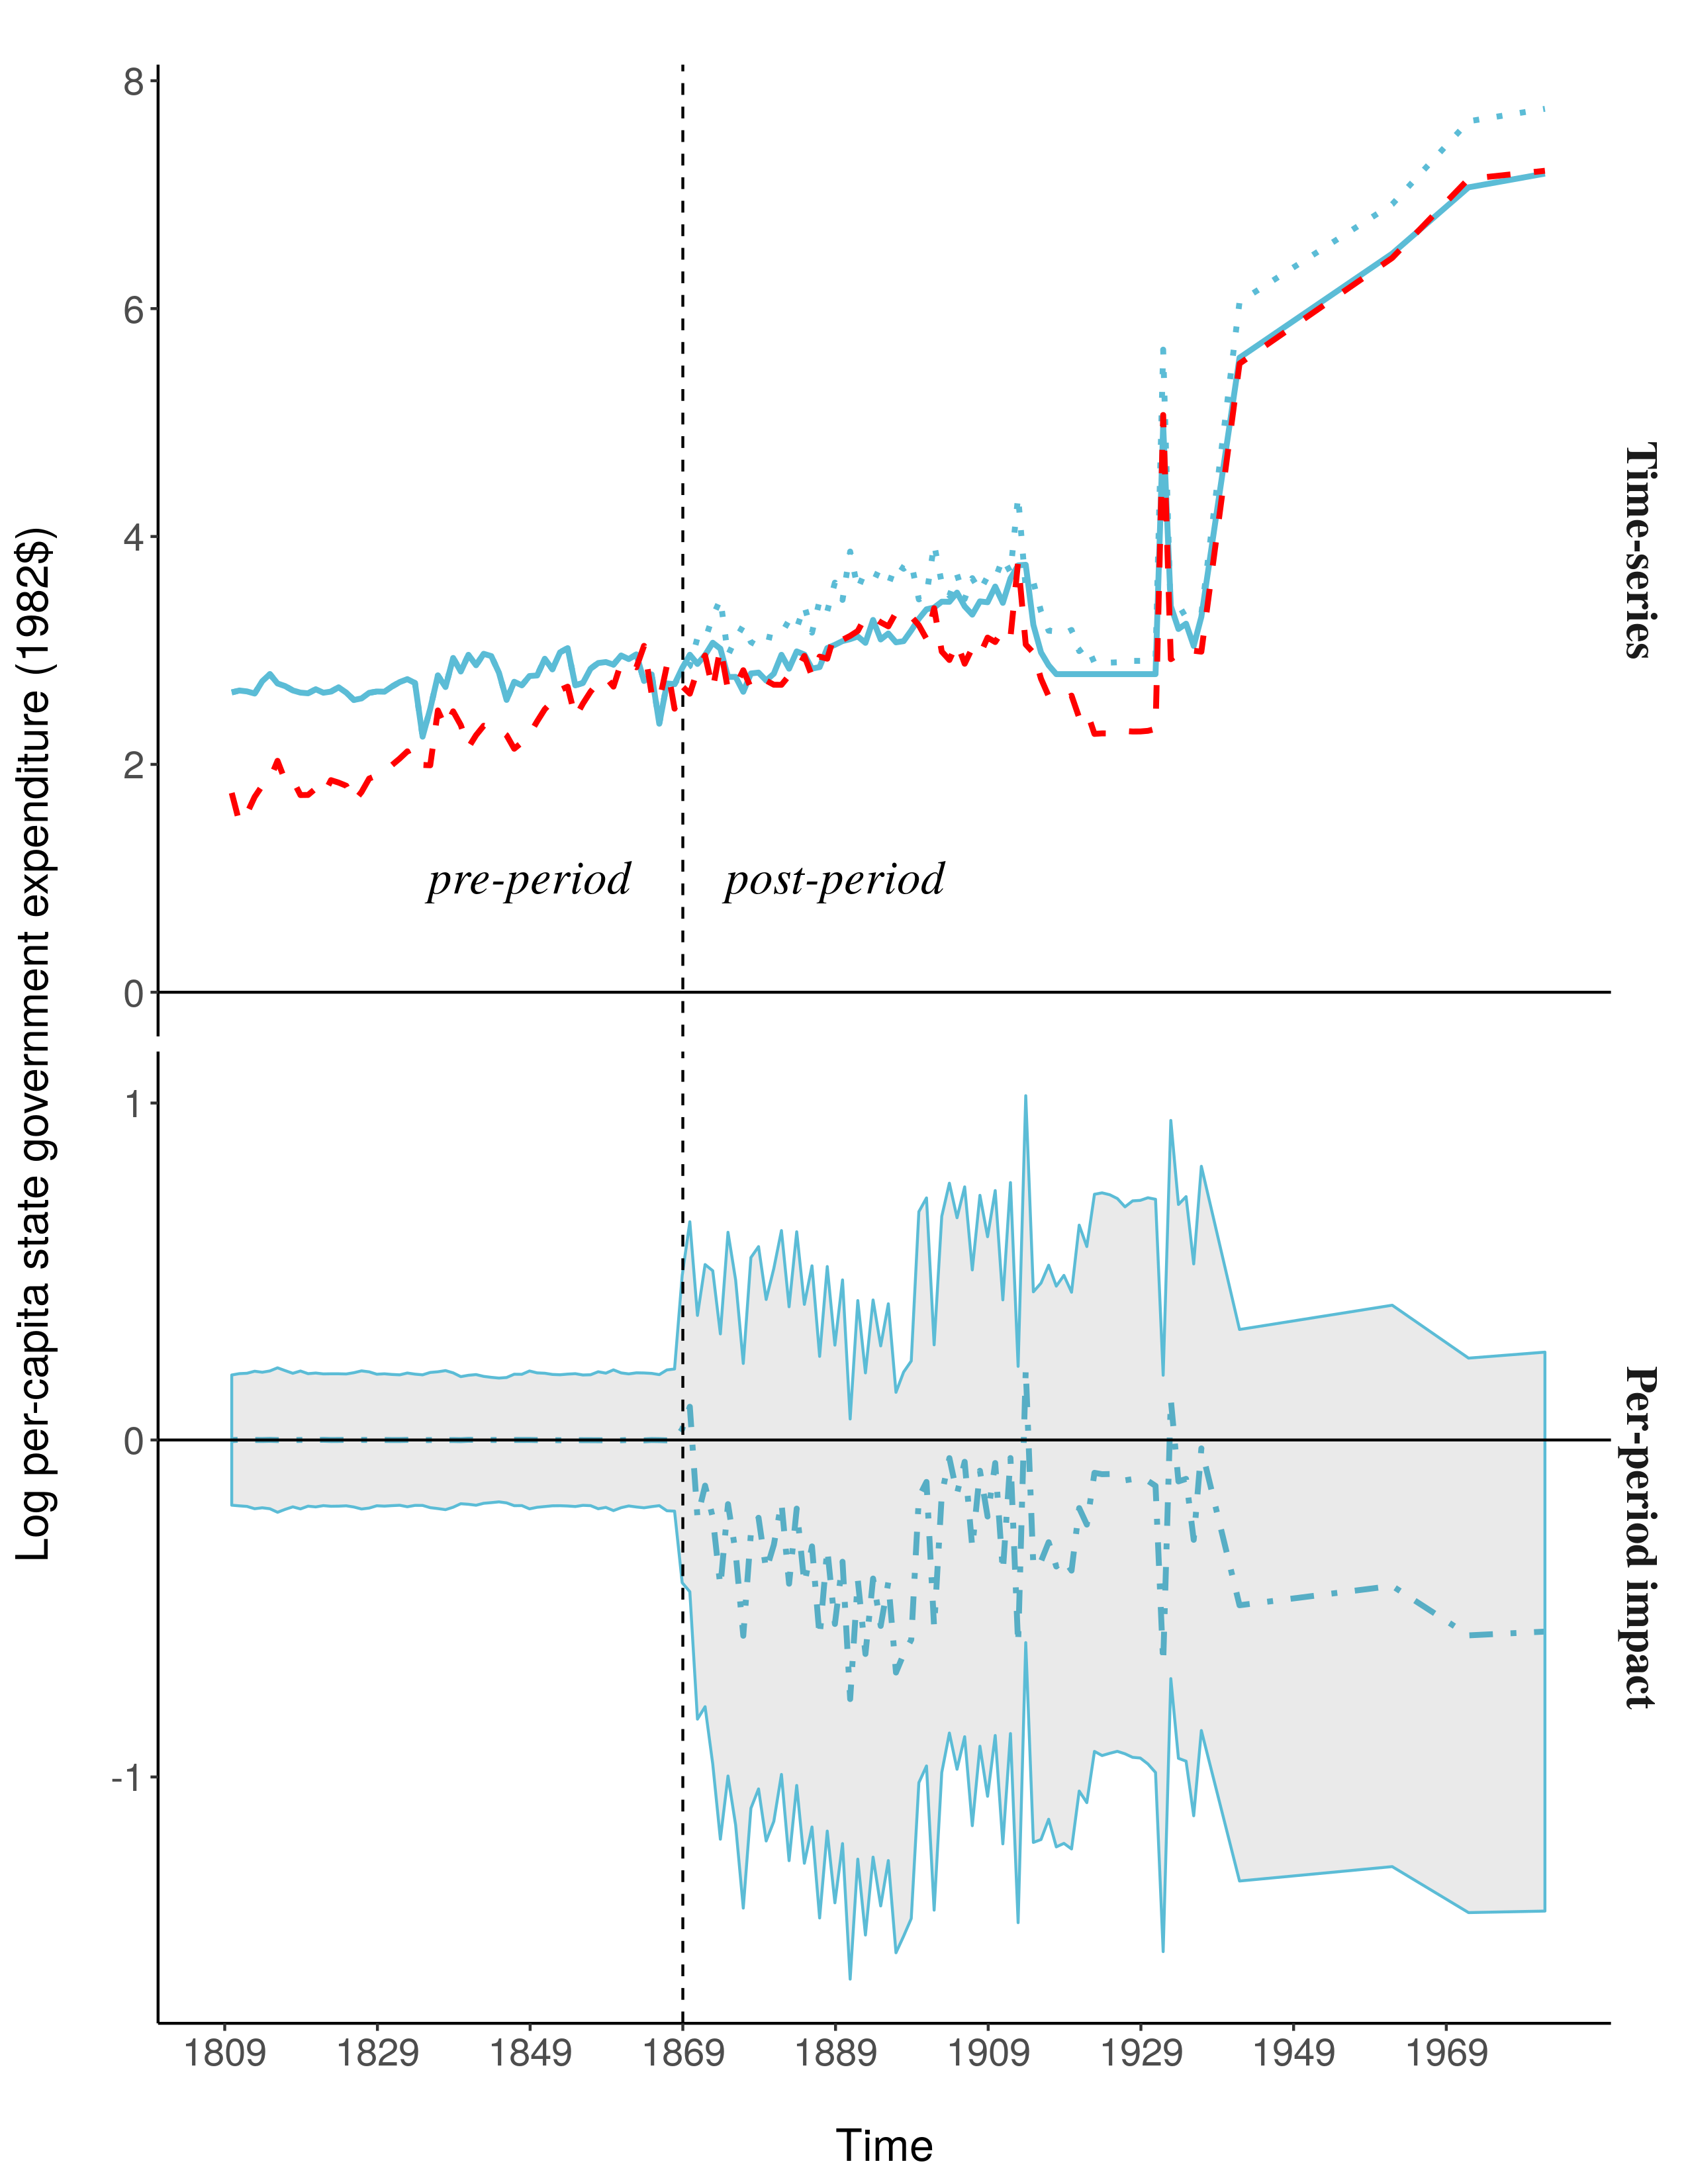 Log per-capita state government expenditure (1982$)
8
6
4
2
0
pre-period
post-period
Time-series
1
0
-1
Per-period impact
1809
1829
1849
1869
1889
1909
1929
1949
1969
Time